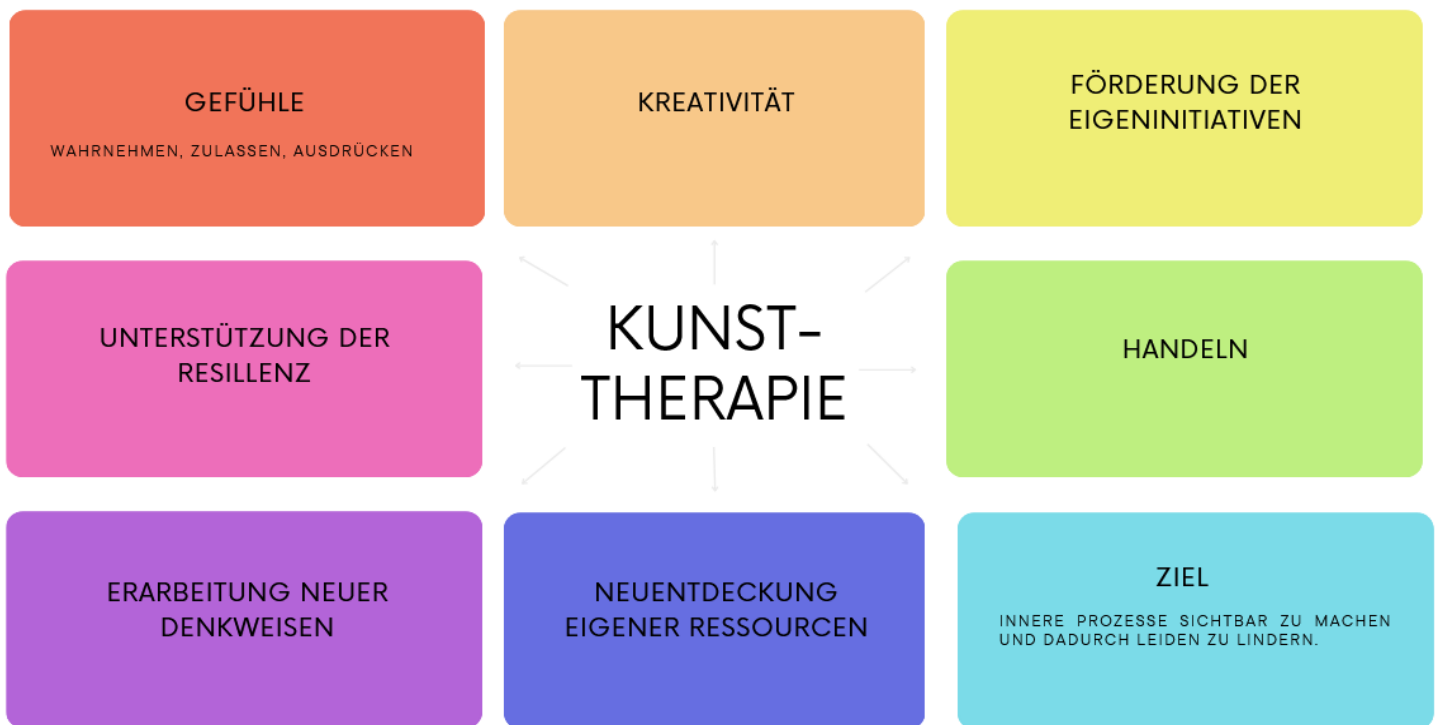 GEFÜHLE
WAHRNEHMEN, ZULASSEN, AUSDRÜCKEN
KREATIVITÄT
FÖRDERUNG DER
EIGENINITIATIVEN
UNTERSTÜTZUNG DER
RESILLENZ
KUNST-
THERAPIE
HANDELN
ERARBEITUNG NEUER
DENKWEISEN
NEUENTDECKUNG
EIGENER RESSOURCEN
ZIEL
INNERE PROZESSE SICHTBAR ZU MACHEN
UND DADURCH LEIDEN ZU LINDERN.